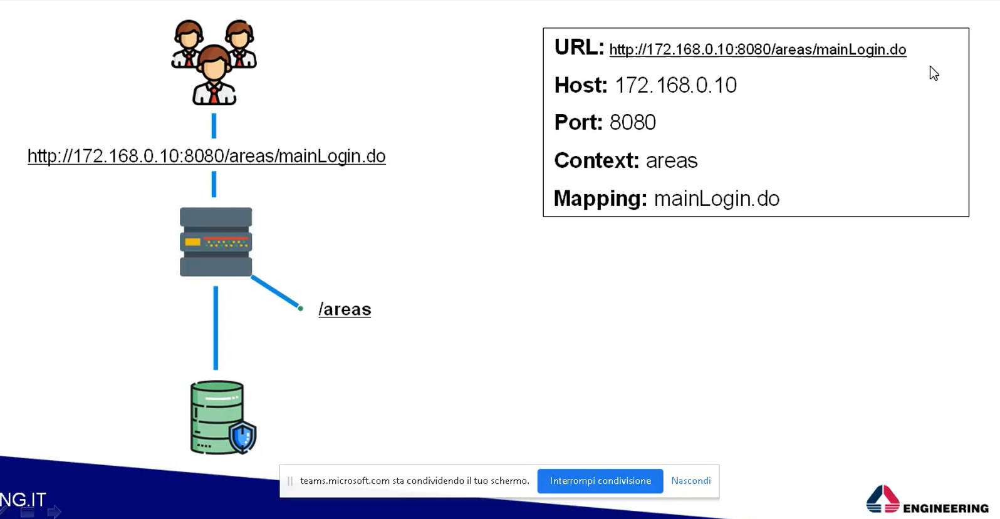 URL: http://172.168.0.10:8080/areas/mainLogin.do
Host: 172.168.0.10
Port: 8080
Context: areas
Mapping: mainLogin.do
http://172.168.0.10:8080/areas/mainLogin.do
/areas
teams.microsoft.com sta condividendo il tuo schermo.
Interrompi condivisione
Nascondi
NG.IT
ENGINEERING